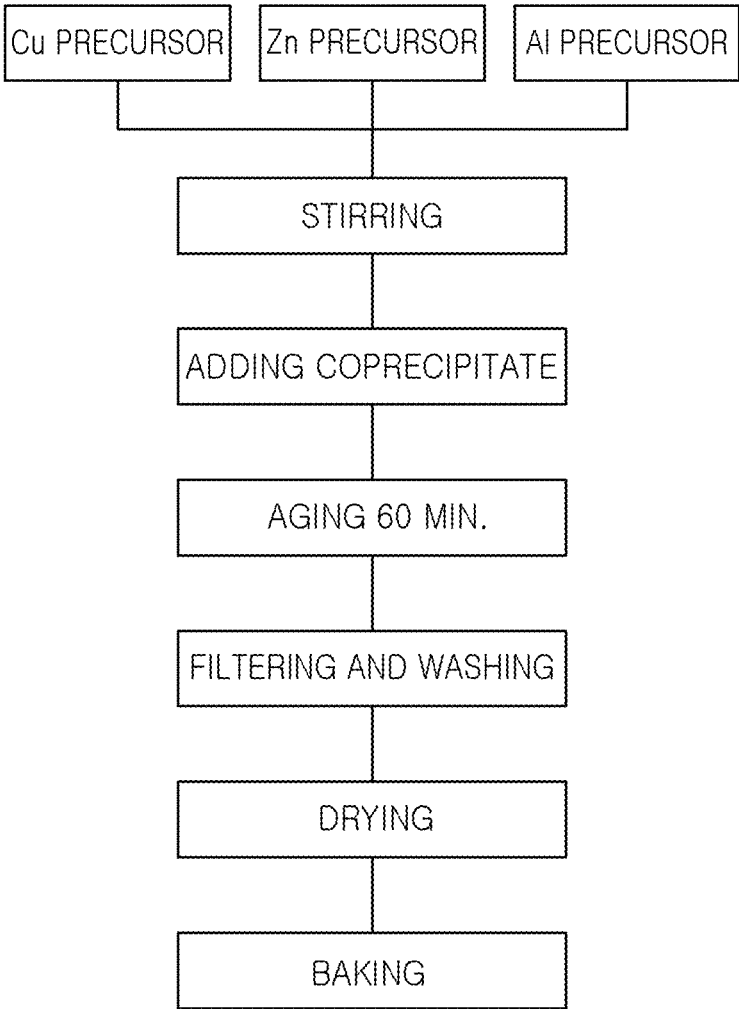 Cu PRECURSOR
Zn PRECURSOR
Al PRECURSOR
STIRRING
ADDING COPRECIPITATE
AGING 60 MIN.
FILTERING AND WASHING
DRYING
BAKING